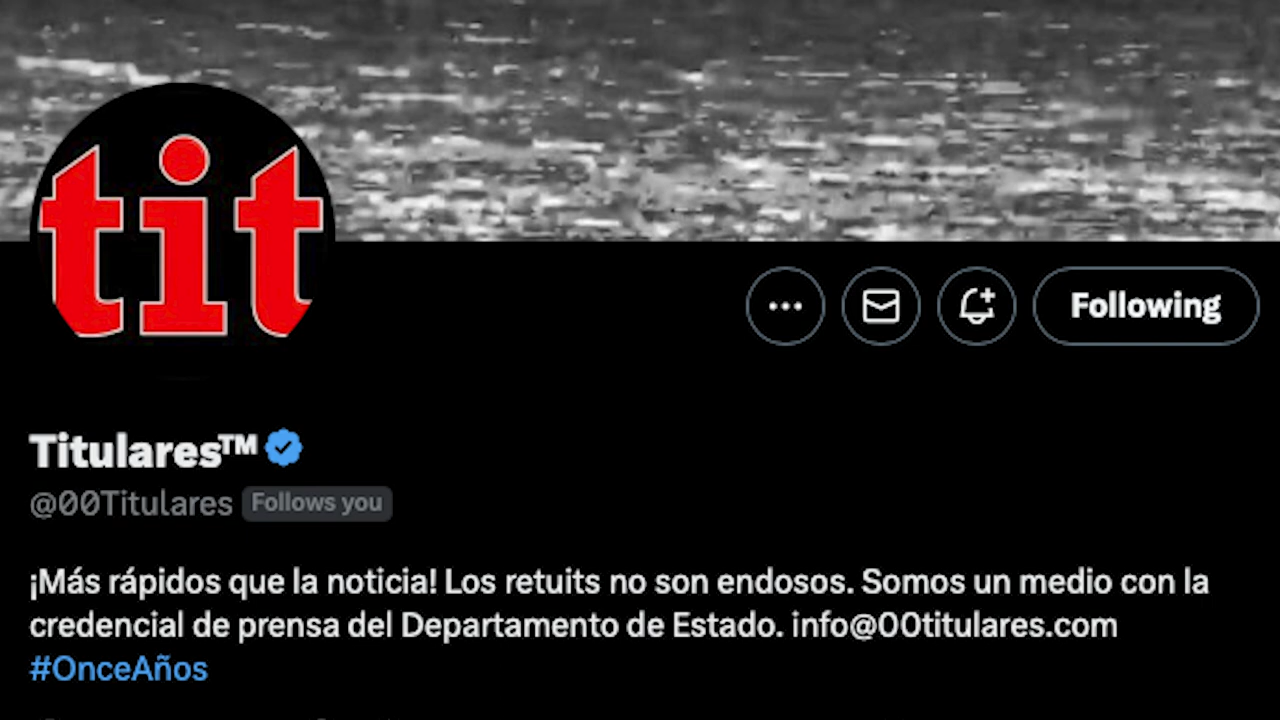 tit
Following
Titulares™
@00Titulares Follows you
¡Más rápidos que la noticia! Los retuits no son endosos. Somos un medio con la
credencial de prensa del Departamento de Estado. info@00titulares.com
#OnceAños